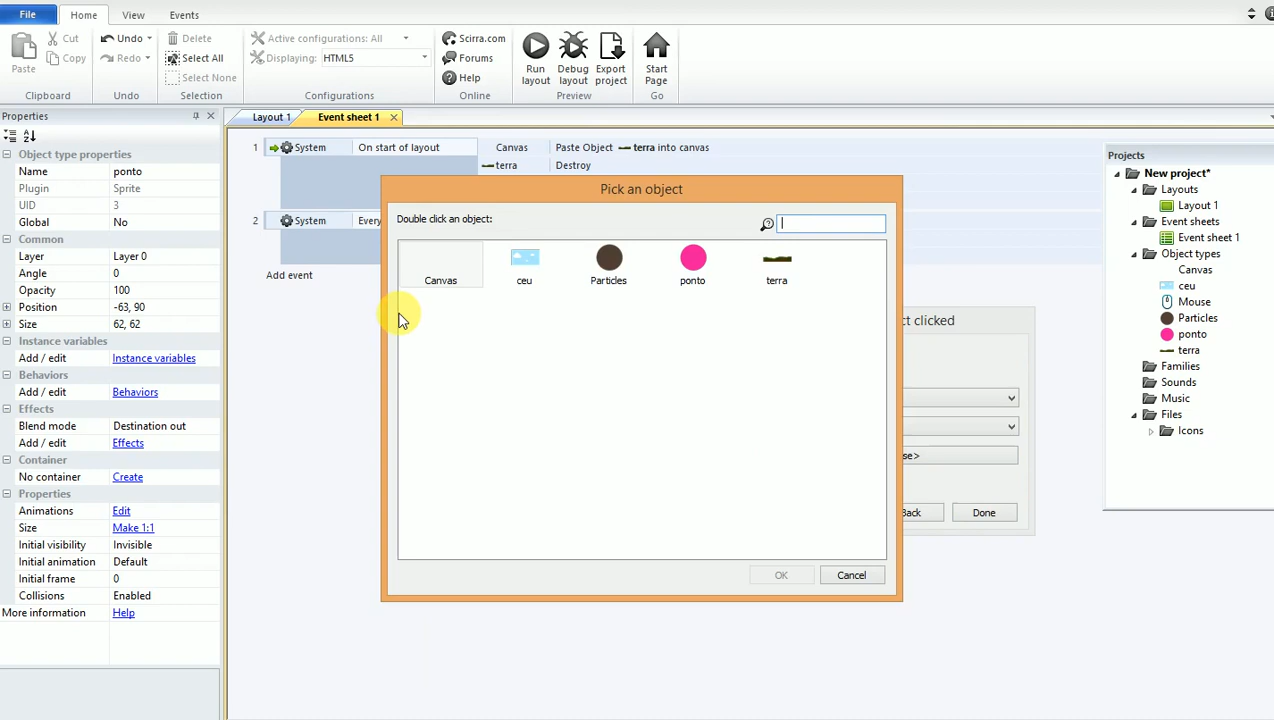 File Home View Events
Cut Undo Delete Active configurations: All Scirra.com
Paste Copy Redo Select All Displaying: HTML5 Forums Run layout Debug layout Export project Start Page
Select None Help
Clipboard Undo Selection Configurations Online Preview Go
Properties Layout 1 Event sheet 1
1 System On start of layout Canvas Paste Object terra into canvas
terra Destroy
Object type properties
Name ponto
Plugin Sprite
UID 3
Global No
Common
Layer Layer 0
Angle 0
Opacity 100
Position -63, 90
Size 62, 62
Instance variables
Add / edit Instance variables
Behaviors
Add / edit Behaviors
Effects
Blend mode Destination out
Add / edit Effects
Container
No container Create
Properties
Animations Edit
Size Make 1:1
Initial visibility Invisible
Initial animation Default
Initial frame 0
Collisions Enabled
More information Help
2 System Every
Add event
Pick an object
Double click an object:
Canvas ceu Particles ponto terra
OK Cancel
clicked
Back Done
Projects
New project*
Layouts
Layout 1
Event sheets
Event sheet 1
Object types
Canvas
ceu
Mouse
Particles
ponto
terra
Families
Sounds
Music
Files
Icons